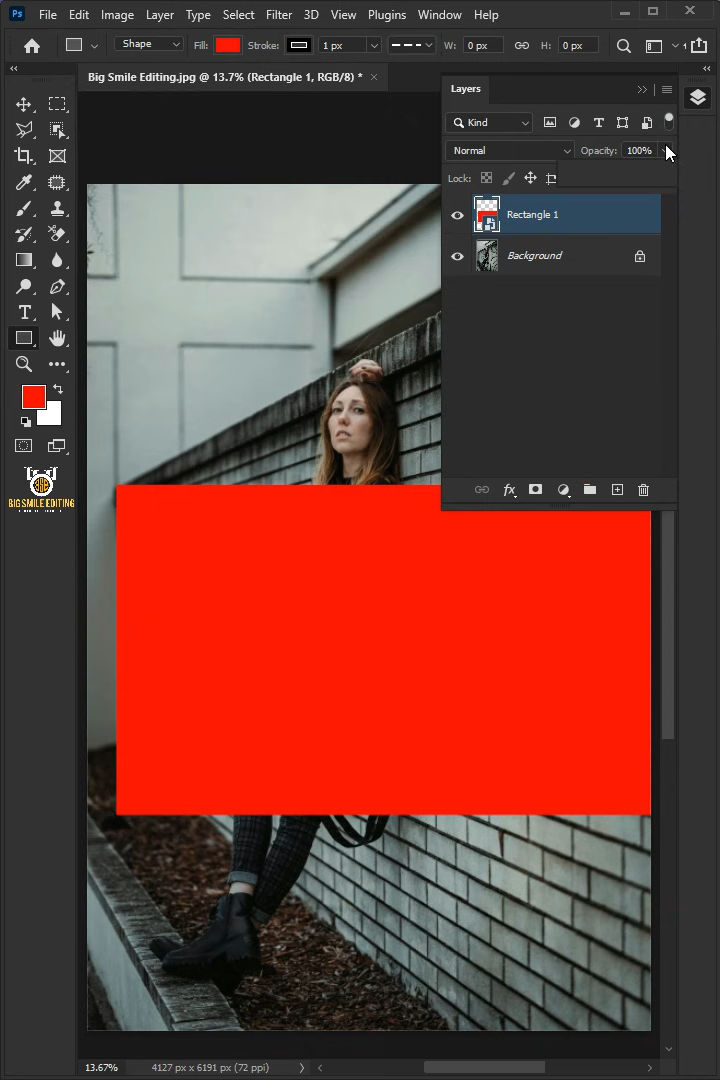 Ps File Edit Image Layer Type Select Filter 3D View Plugins Window Help
Shape Fill: Stroke: 1 px W: 0 px H: 0 px
Big Smile Editing.jpg @ 13.7% (Rectangle 1, RGB/8) *
Layers
Kind
Normal Opacity: 100%
Lock:
Rectangle 1
Background
fx
BIG SMILE EDITING
13.67% 4127 px x 6191 px (72 ppi)